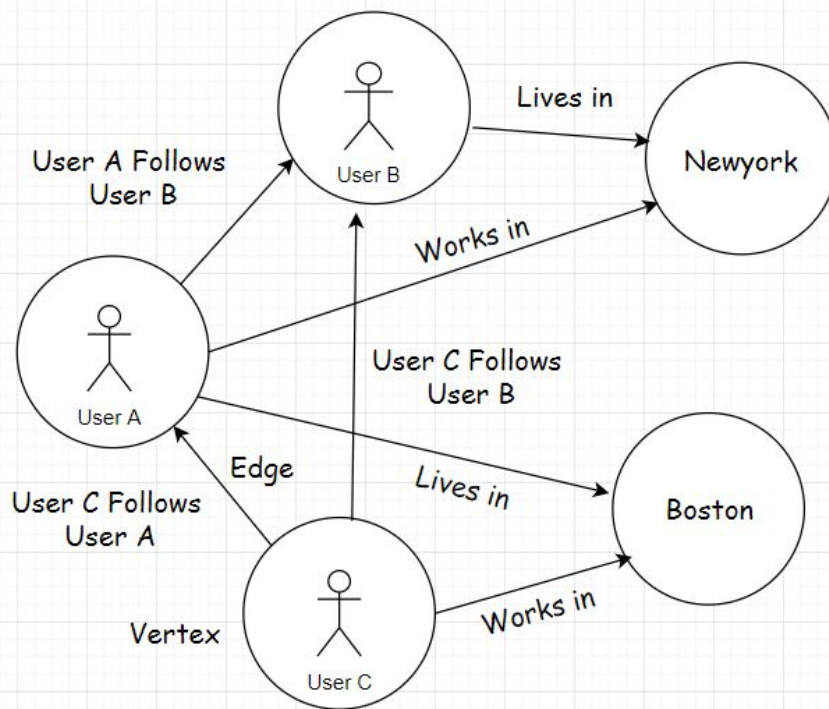 Lives in
User B
Newyork
User A Follows
User B
Works in
User C Follows
User B
User A
Edge
Lives in
User C Follows
User A
Boston
Works in
Vertex
User C